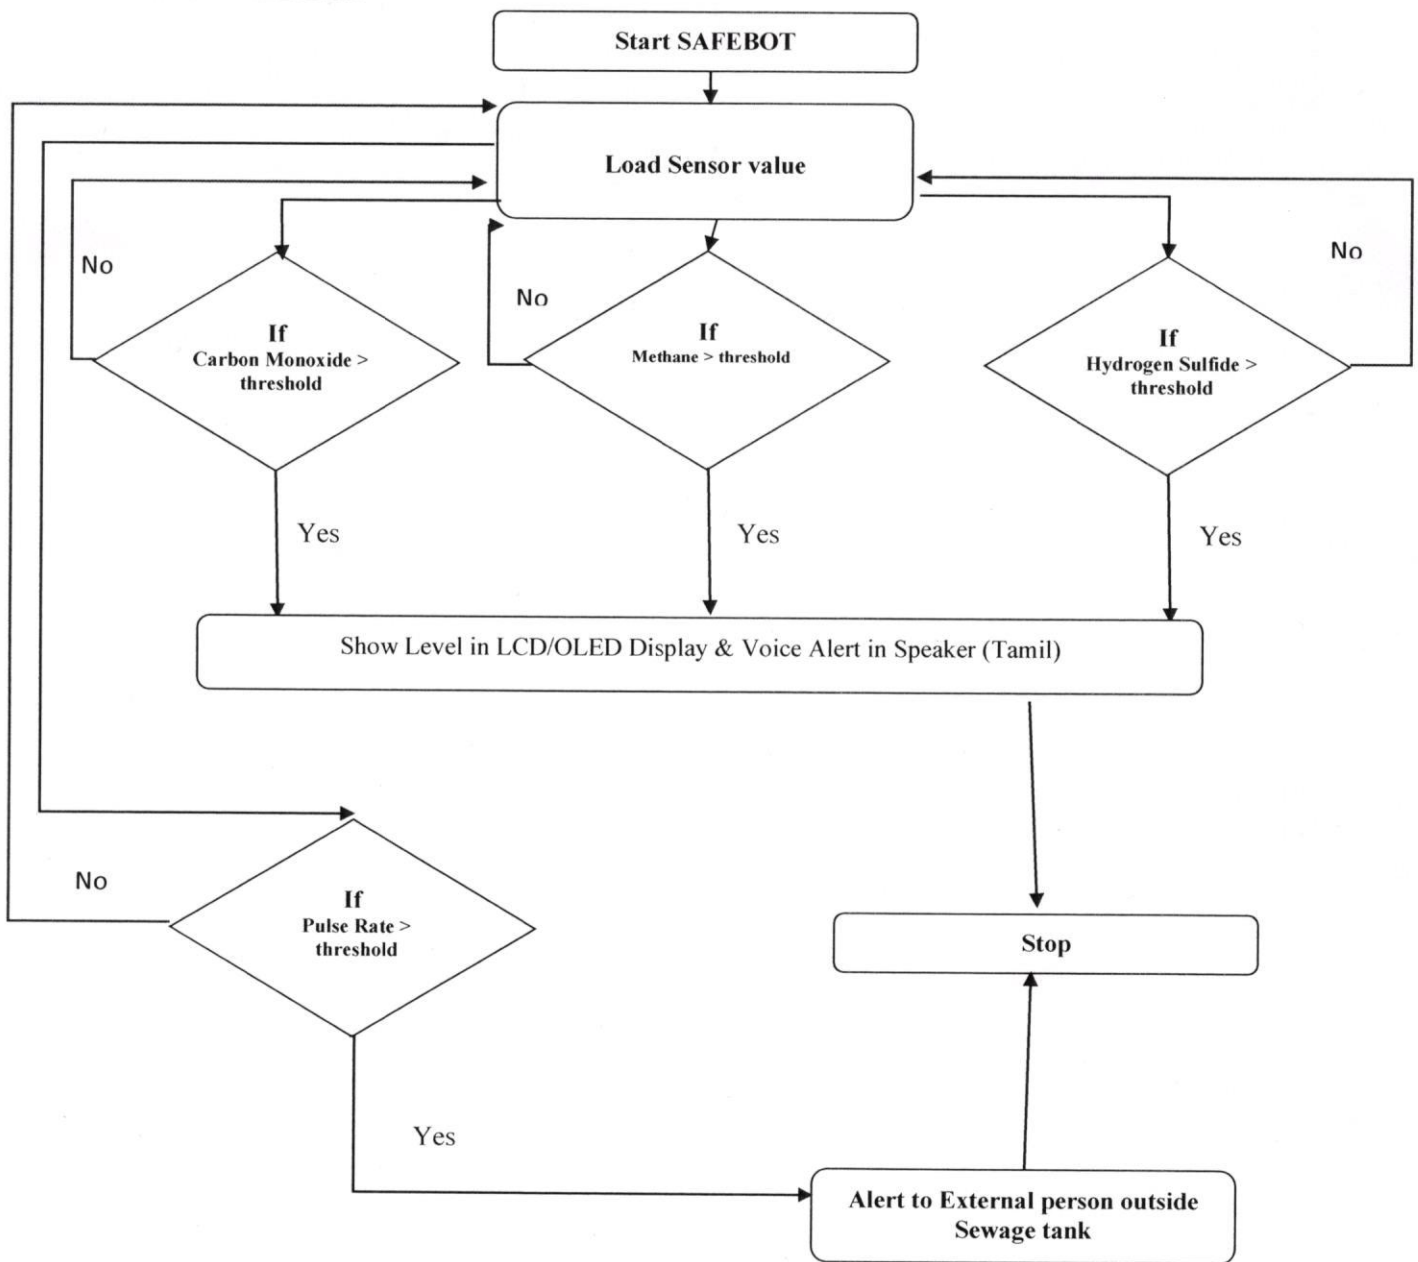 Start SAFEBOT
Load Sensor value
No
No
No
If
Carbon Monoxide >
threshold
If
Methane > threshold
If
Hydrogen Sulfide >
threshold
Yes
Yes
Yes
Show Level in LCD/OLED Display & Voice Alert in Speaker (Tamil)
No
If
Pulse Rate >
threshold
Stop
Yes
Alert to External person outside
Sewage tank